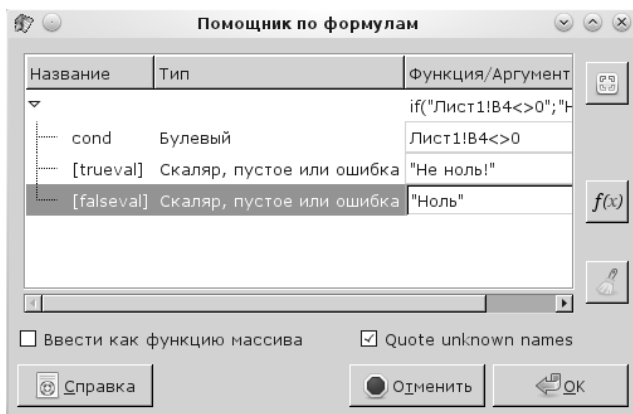 Помощник по формулам
Название Тип Функция/Аргумент
if("Лист1!B4<>0";"Н
cond Булевый Лист1!B4<>0
[trueval] Скаляр, пустое или ошибка "Не ноль!"
[falseval] Скаляр, пустое или ошибка "Ноль"
f(x)
Ввести как функцию массива Quote unknown names
Справка Отменить OK